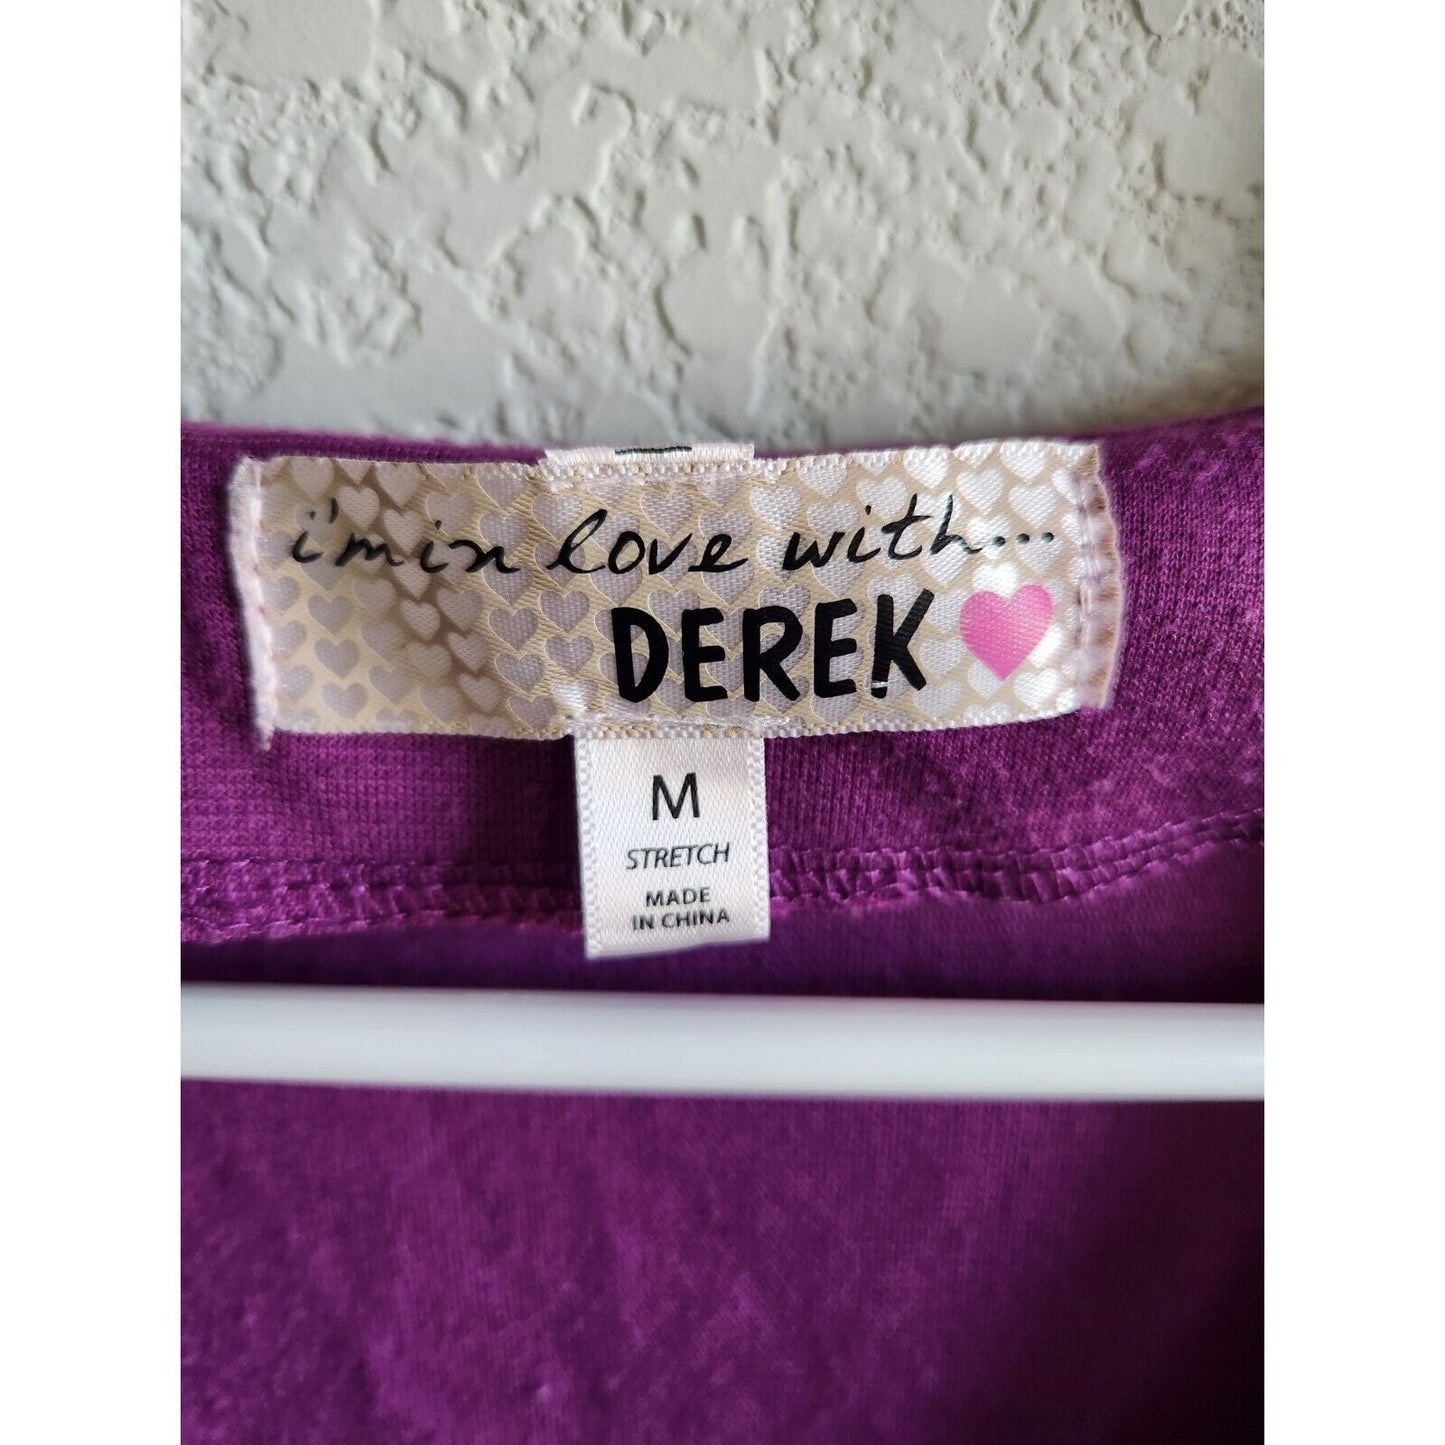 i'm in love with...
DEREK
M
STRETCH
MADE
IN CHINA